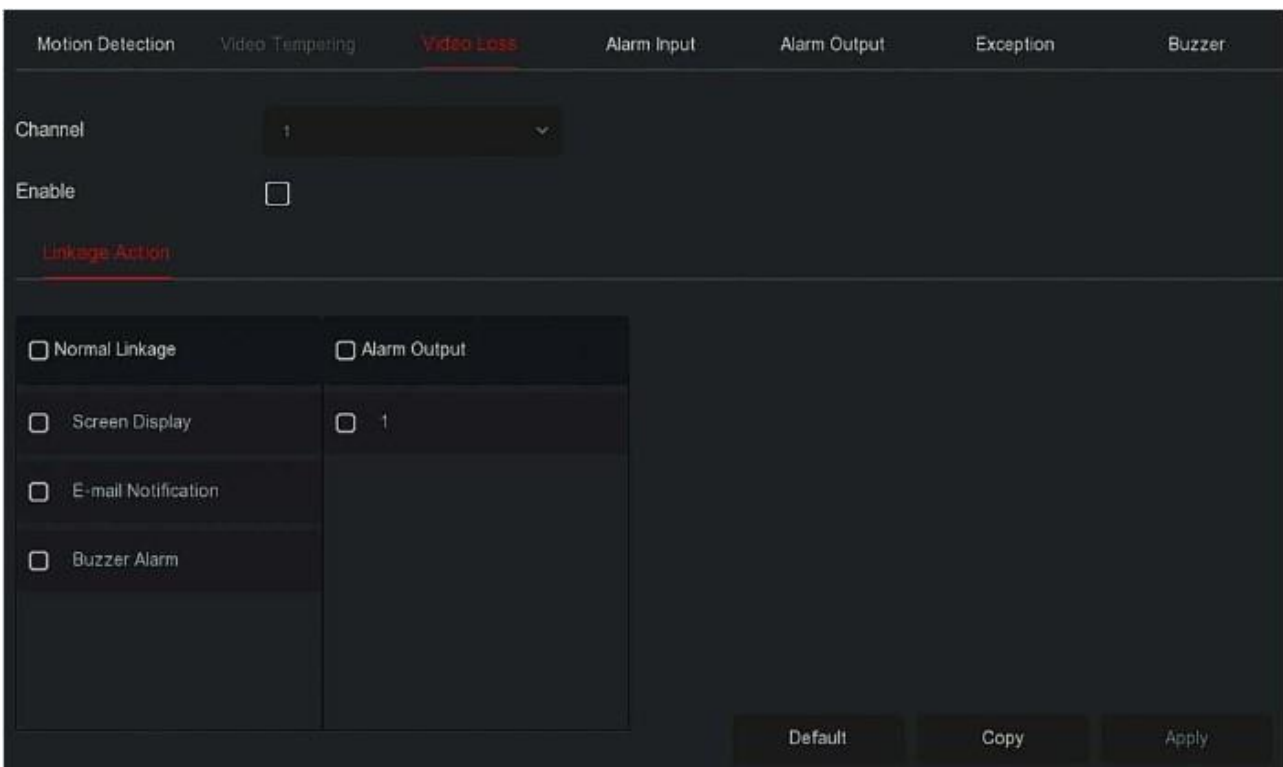 Motion Detection Video Tempering Video Loss Alarm Input Alarm Output Exception Buzzer
Channel 1
Enable
Linkage Action
Normal Linkage Alarm Output
Screen Display 1
E-mail Notification
Buzzer Alarm
Default Copy Apply